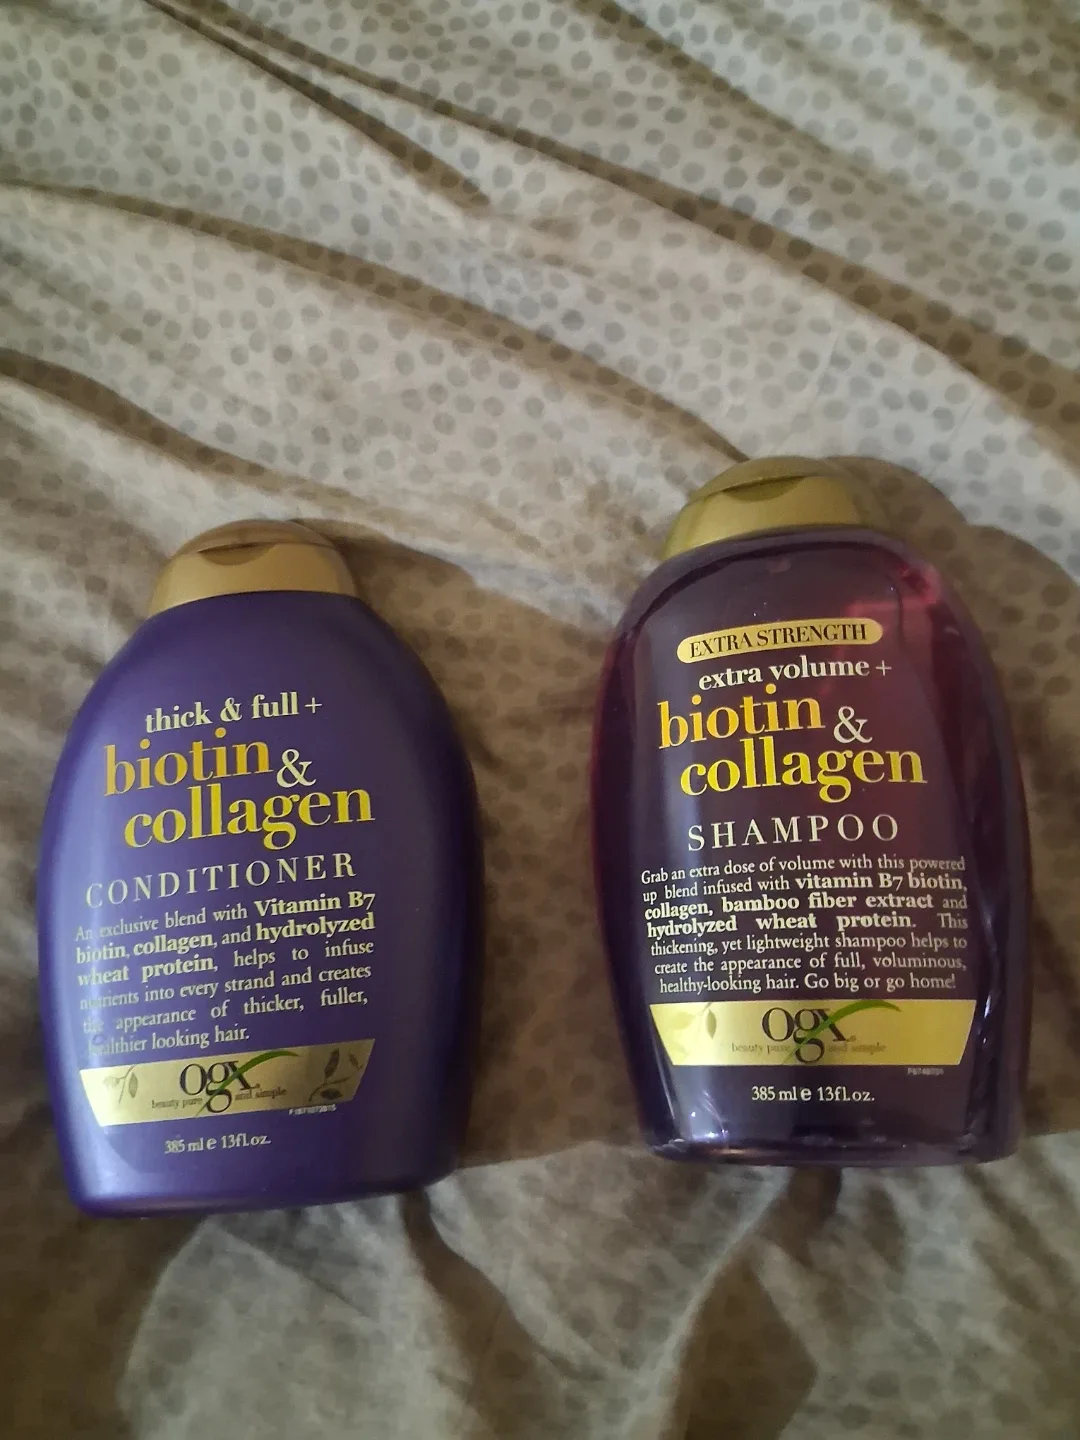 thick & full +
biotin &
collagen
CONDITIONER
An exclusive blend with Vitamin B7
biotin, collagen, and hydrolyzed
wheat protein, helps to infuse
nutrients into every strand and creates
the appearance of thicker, fuller,
healthier looking hair.
ogx
beauty pure and simple
385 ml e 13fl.oz.
EXTRA STRENGTH
extra volume +
biotin &
collagen
SHAMPOO
Grab an extra dose of volume with this powered
up blend infused with vitamin B7 biotin,
collagen, bamboo fiber extract and
hydrolyzed wheat protein. This
thickening, yet lightweight shampoo helps to
create the appearance of full, voluminous,
healthy-looking hair. Go big or go home!
ogx
beauty pure and simple
385 ml e 13fl.oz.